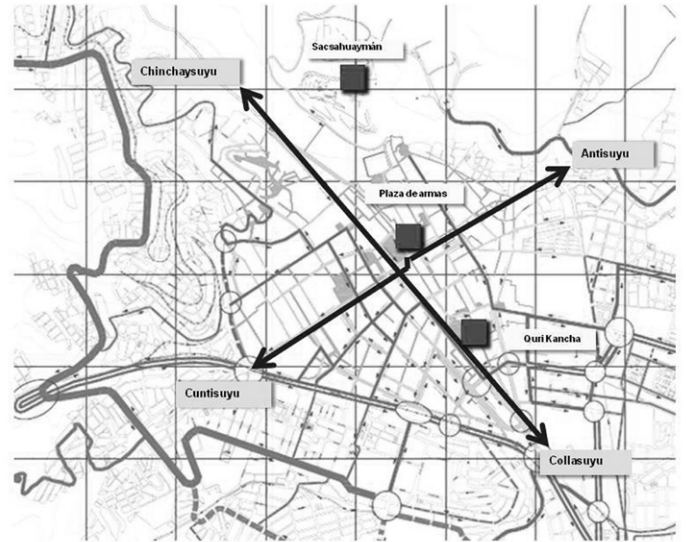 Sacsahuaymán
Chinchaysuyu
Antisuyu
Plaza de armas
Quri Kancha
Cuntisuyu
Collasuyu